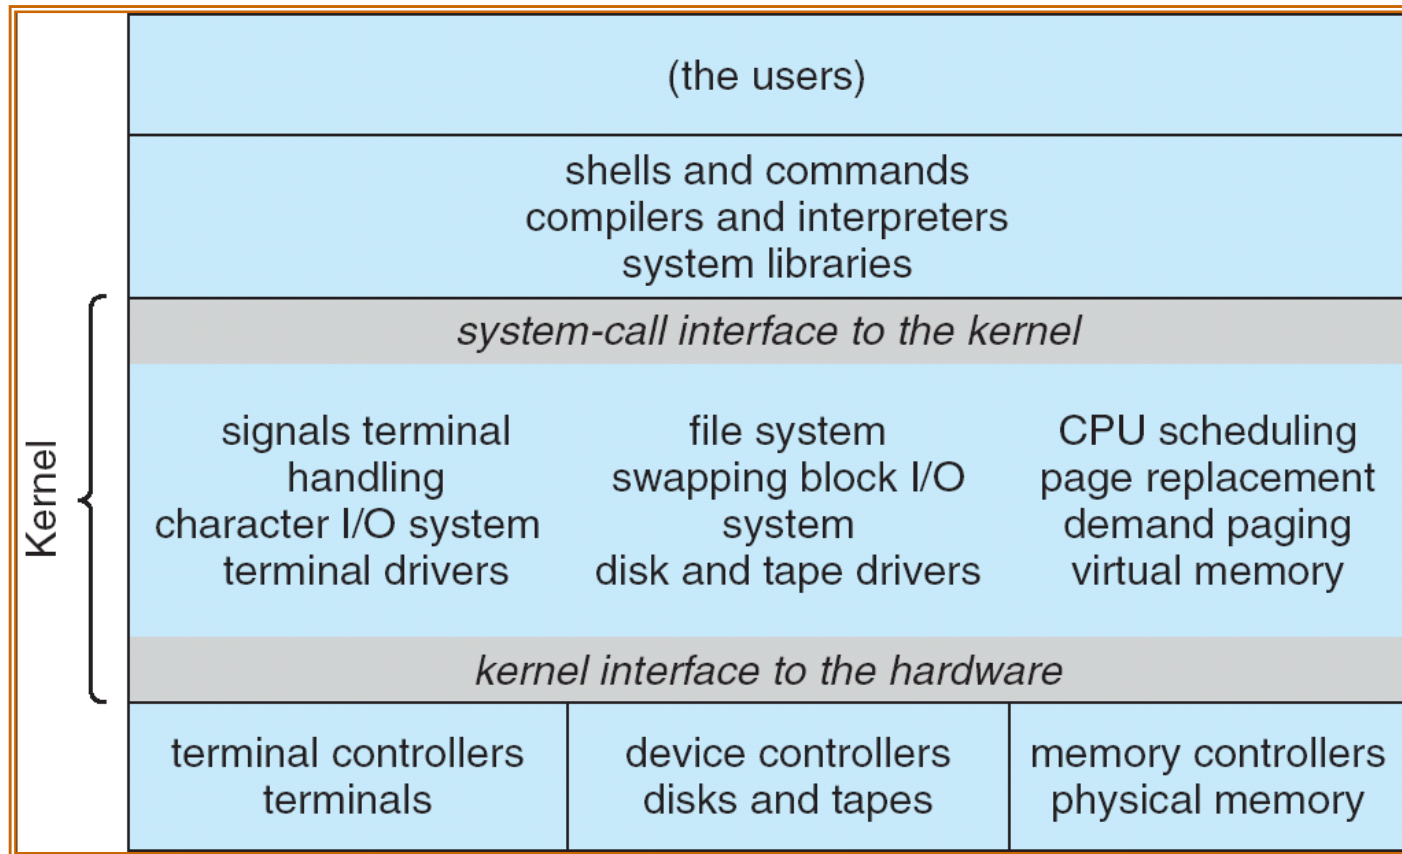 (the users)
shells and commands
compilers and interpreters
system libraries
Kernel
system-call interface to the kernel
signals terminal
handling
character I/O system
terminal drivers
file system
swapping block I/O
system
disk and tape drivers
CPU scheduling
page replacement
demand paging
virtual memory
kernel interface to the hardware
terminal controllers
terminals
device controllers
disks and tapes
memory controllers
physical memory